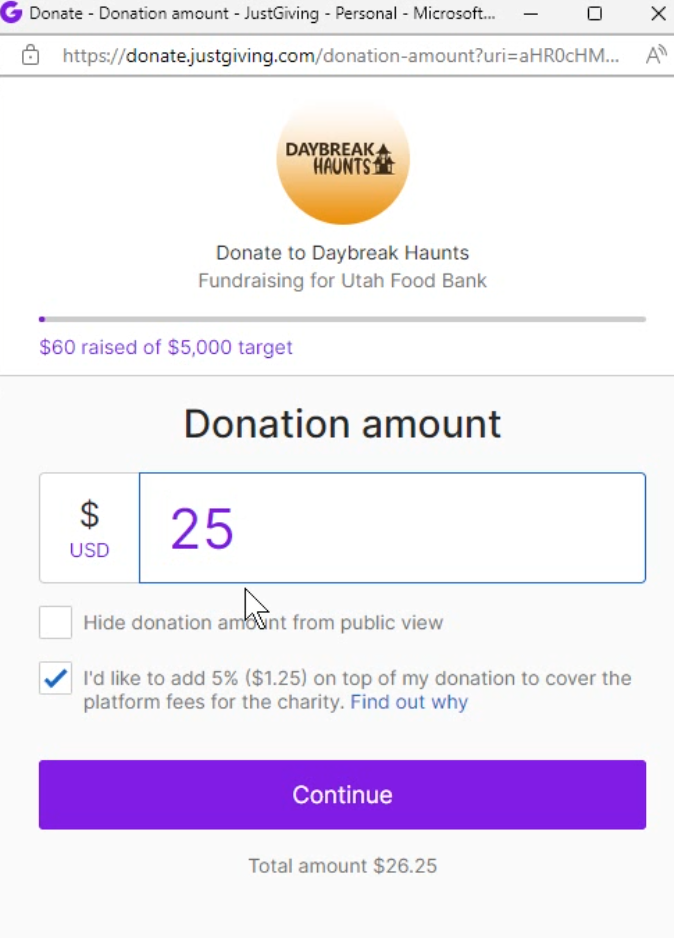 Donate - Donation amount - JustGiving - Personal - Microsoft...
https://donate.justgiving.com/donation-amount?uri=aHR0cHM...
DAYBREAK
HAUNTS
Donate to Daybreak Haunts
Fundraising for Utah Food Bank
$60 raised of $5,000 target
Donation amount
$ 25
USD
Hide donation amount from public view
I'd like to add 5% ($1.25) on top of my donation to cover the
platform fees for the charity. Find out why
Continue
Total amount $26.25